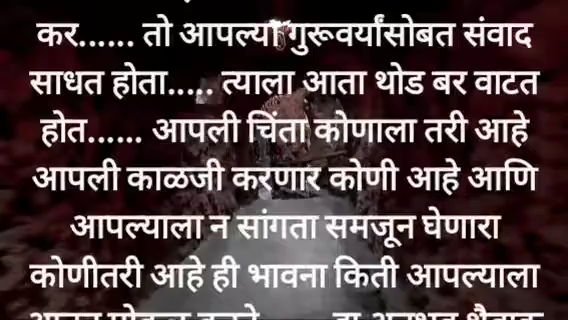 कर...... तो आपल्या गुरूवर्यांसोबत संवाद
साधत होता..... त्याला आता थोड बर वाटत
होत...... आपली चिंता कोणाला तरी आहे
आपली काळजी करणार कोणी आहे आणि
आपल्याला न सांगता समजून घेणारा
कोणीतरी आहे ही भावना किती आपल्याला